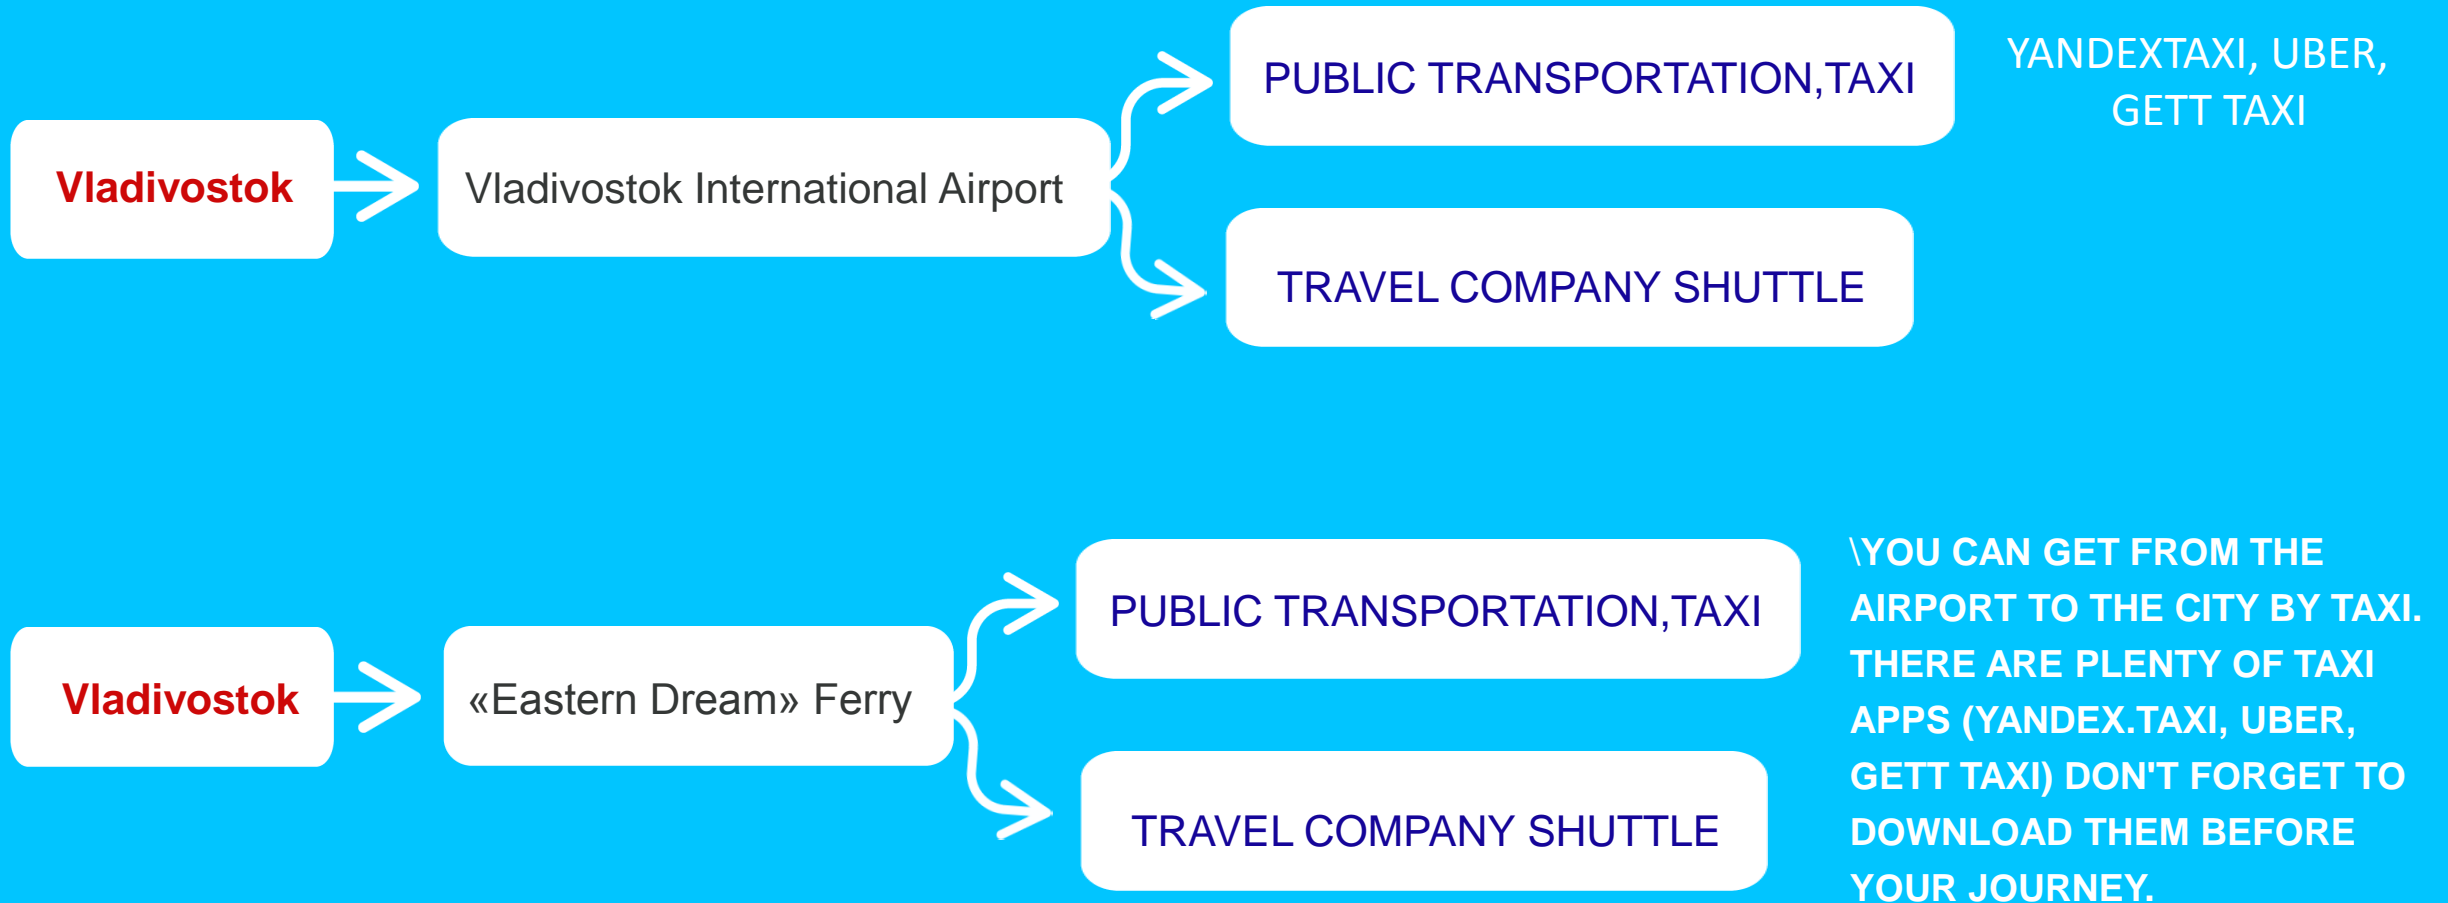 PUBLIC TRANSPORTATION,TAXI
YANDEXTAXI, UBER,
GETT TAXI
Vladivostok
Vladivostok International Airport
TRAVEL COMPANY SHUTTLE
PUBLIC TRANSPORTATION,TAXI
Vladivostok
«Eastern Dream» Ferry
TRAVEL COMPANY SHUTTLE
\YOU CAN GET FROM THE
AIRPORT TO THE CITY BY TAXI.
THERE ARE PLENTY OF TAXI
APPS (YANDEX.TAXI, UBER,
GETT TAXI) DON'T FORGET TO
DOWNLOAD THEM BEFORE
YOUR JOURNEY.